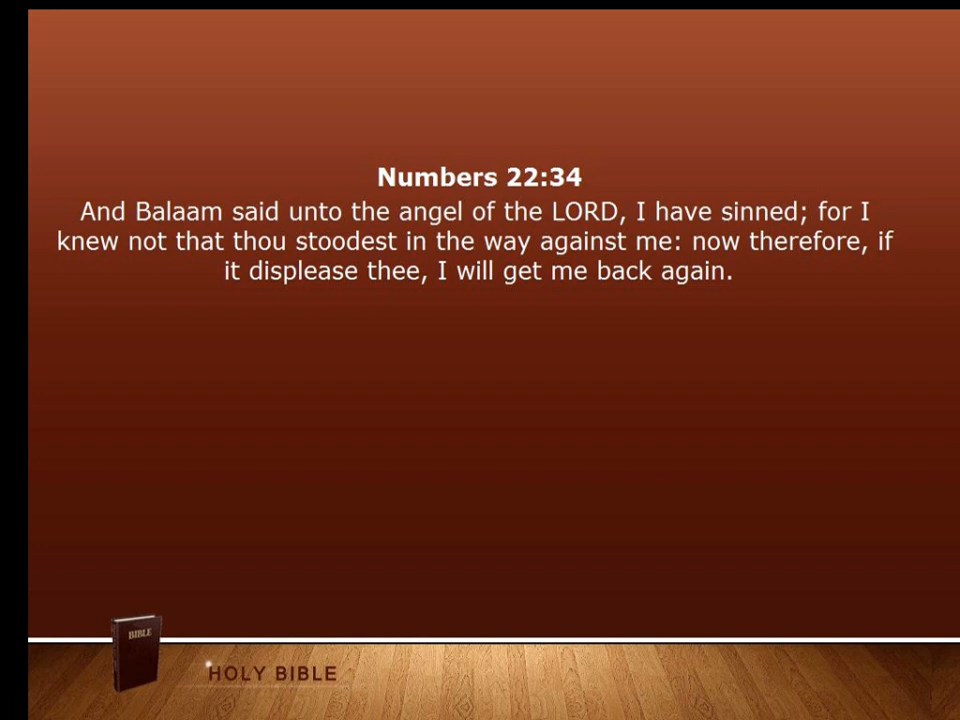 Numbers 22:34
And Balaam said unto the angel of the LORD, I have sinned; for I
knew not that thou stoodest in the way against me: now therefore, if
it displease thee, I will get me back again.
BIBLE
HOLY BIBLE